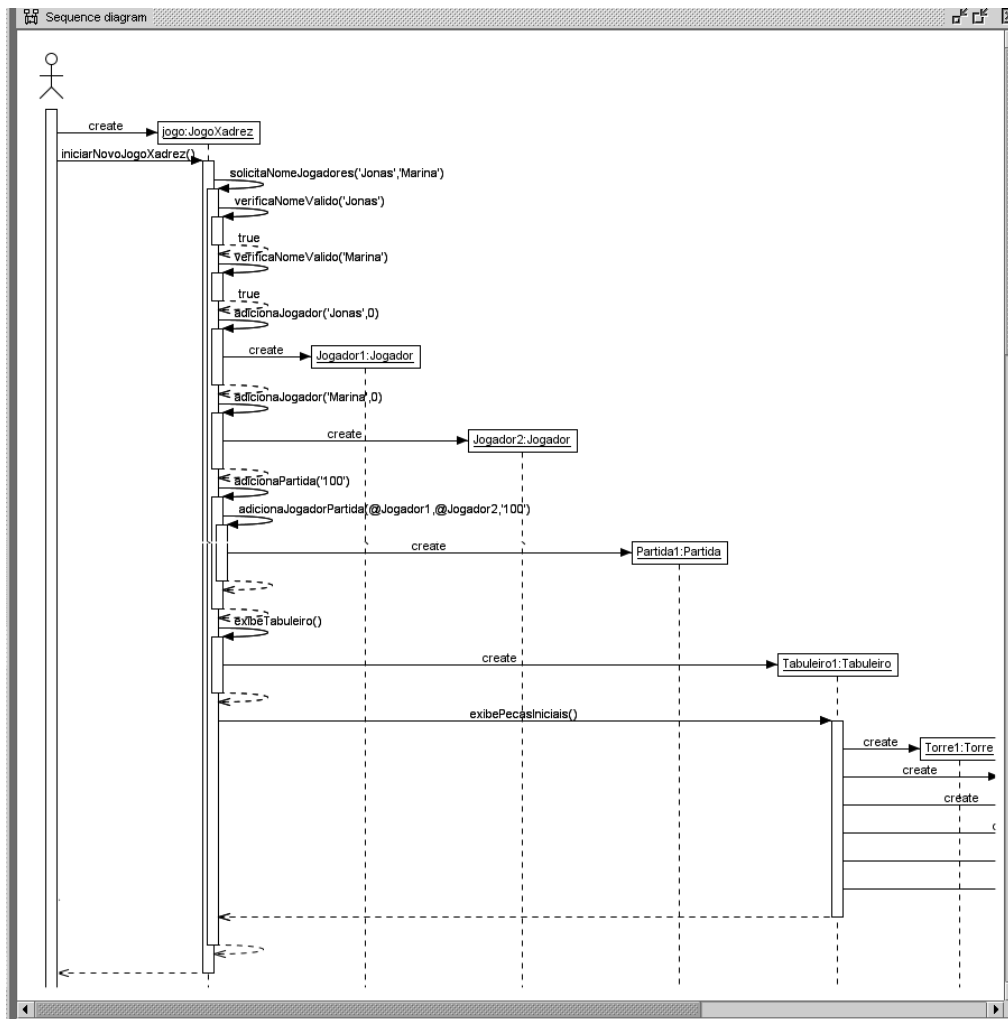 Sequence diagram
create
jogo:JogoXadrez
iniciarNovoJogoXadrez()
solicitaNomeJogadores('Jonas','Marina')
verificaNomeValido('Jonas')
true
verificaNomeValido('Marina')
true
adicionaJogador('Jonas',0)
create
Jogador1:Jogador
adicionaJogador('Marina',0)
create
Jogador2:Jogador
adicionaPartida('100')
adicionaJogadorPartida(@Jogador1,@Jogador2,'100')
create
Partida1:Partida
exibeTabuleiro()
create
Tabuleiro1:Tabuleiro
exibePecasIniciais()
create
Torre1:Torre
create
create